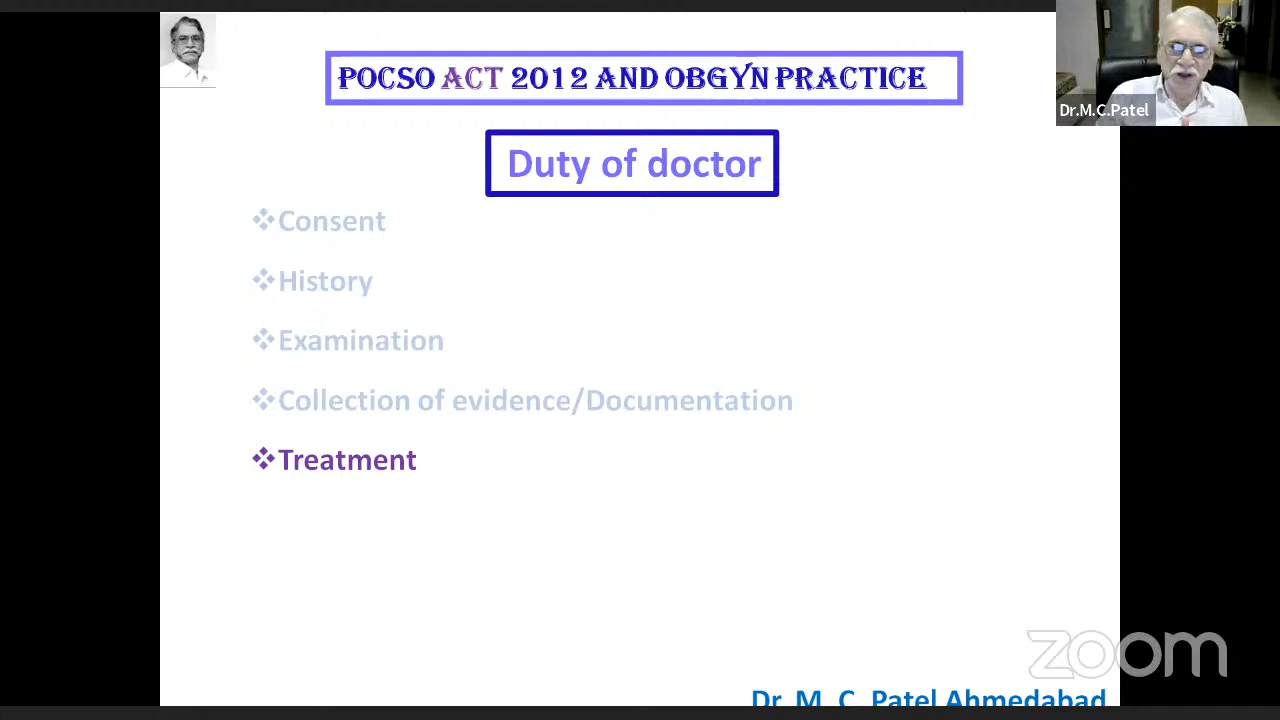 POCSO ACT 2012 AND OBGYN PRACTICE
Dr.M.C.Patel
Duty of doctor
❖Consent
❖History
❖Examination
❖Collection of evidence/Documentation
❖Treatment
zoom
Dr. M. C. Patel Ahmedabad